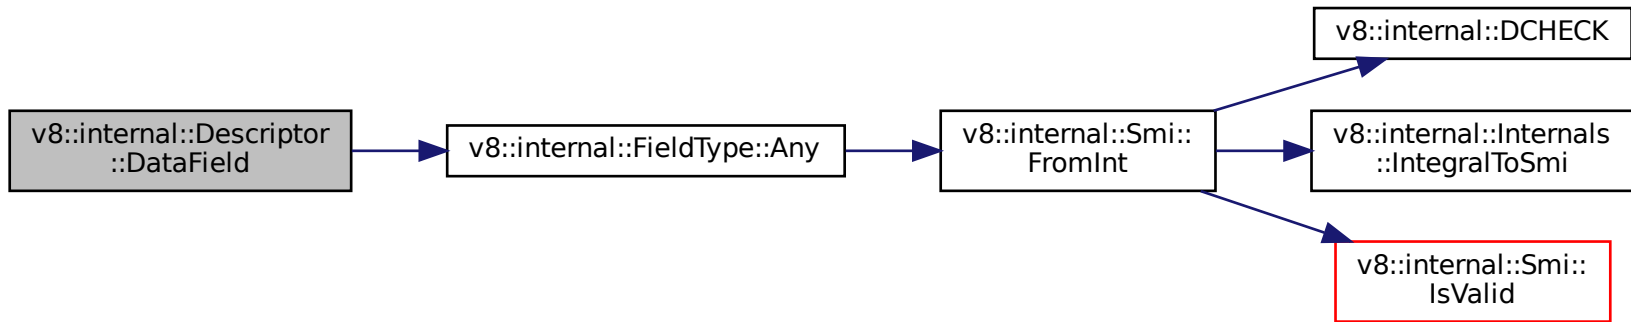 v8::internal::Descriptor
::DataField
v8::internal::FieldType::Any
v8::internal::Smi::
FromInt
v8::internal::DCHECK
v8::internal::Internals
::IntegralToSmi
v8::internal::Smi::
IsValid